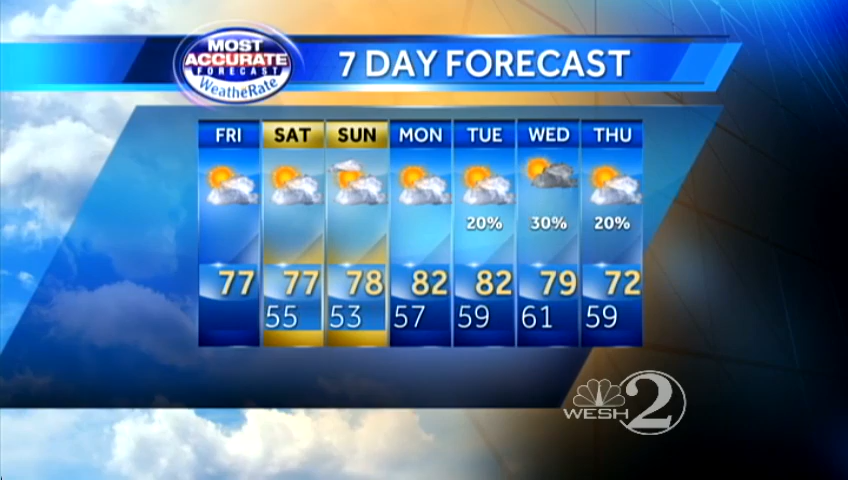 MOST
ACCURATE
FORECAST
WeatheRate
7 DAY FORECAST
FRI SAT SUN MON TUE WED THU
20% 30% 20%
77 77 78 82 82 79 72
55 53 57 59 61 59
WESH 2